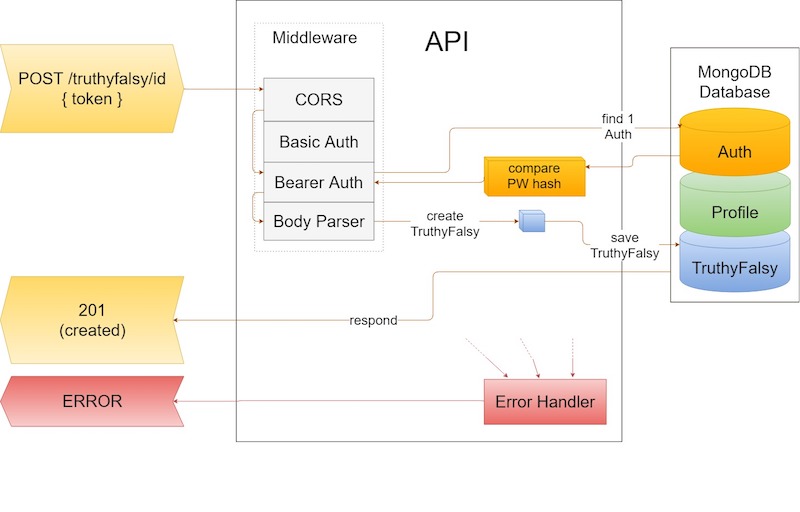 Middleware
API
POST /truthyfalsy/id
{ token }
CORS
Basic Auth
Bearer Auth
Body Parser
find 1
Auth
compare
PW hash
create
TruthyFalsy
save
TruthyFalsy
MongoDB
Database
Auth
Profile
TruthyFalsy
201
(created)
respond
ERROR
Error Handler